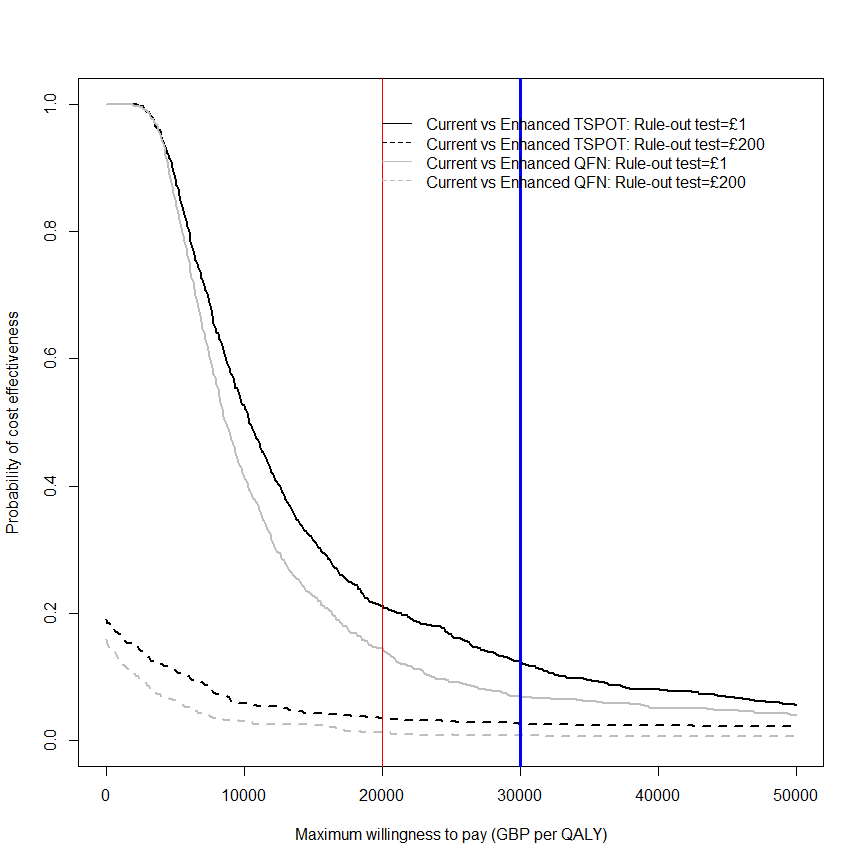 Current vs Enhanced TSPOT: Rule-out test=£1
Current vs Enhanced TSPOT: Rule-out test=£200
Current vs Enhanced QFN: Rule-out test=£1
Current vs Enhanced QFN: Rule-out test=£200
Probability of cost effectiveness
1.0
0.8
0.6
0.4
0.2
0.0
0 10000 20000 30000 40000 50000
Maximum willingness to pay (GBP per QALY)